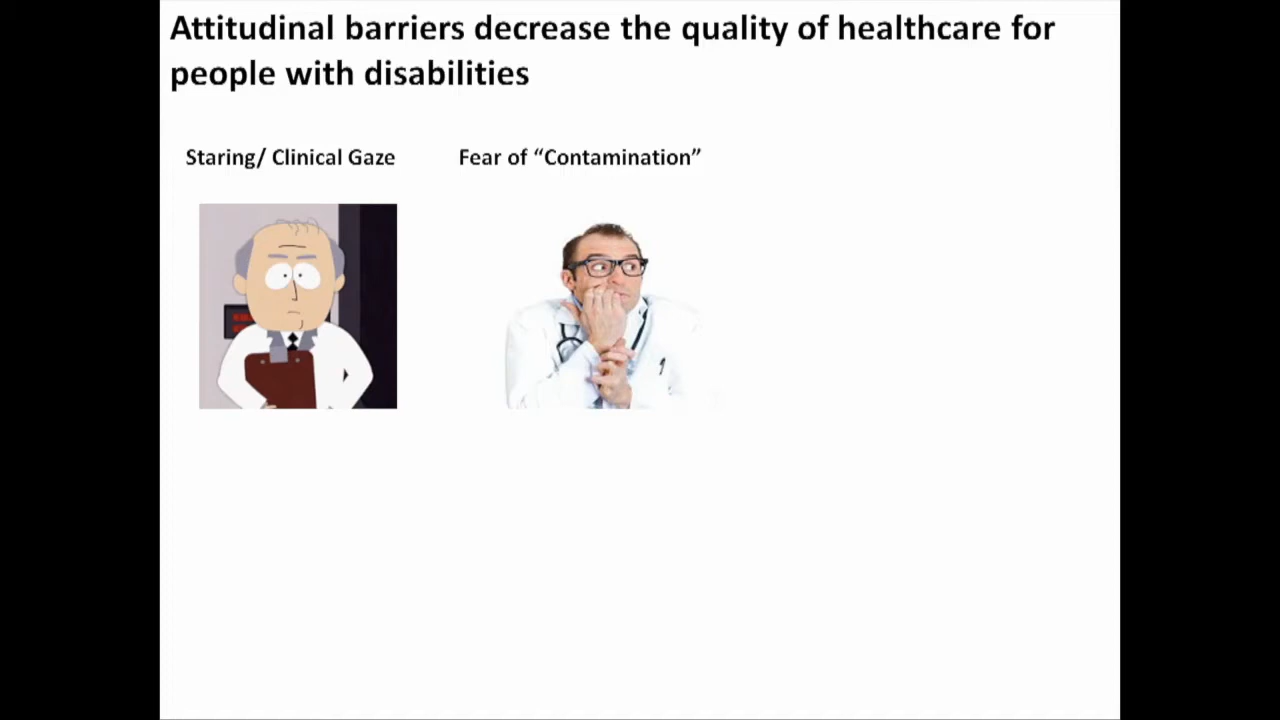 Attitudinal barriers decrease the quality of healthcare for
people with disabilities
Staring/ Clinical Gaze
Fear of “Contamination”